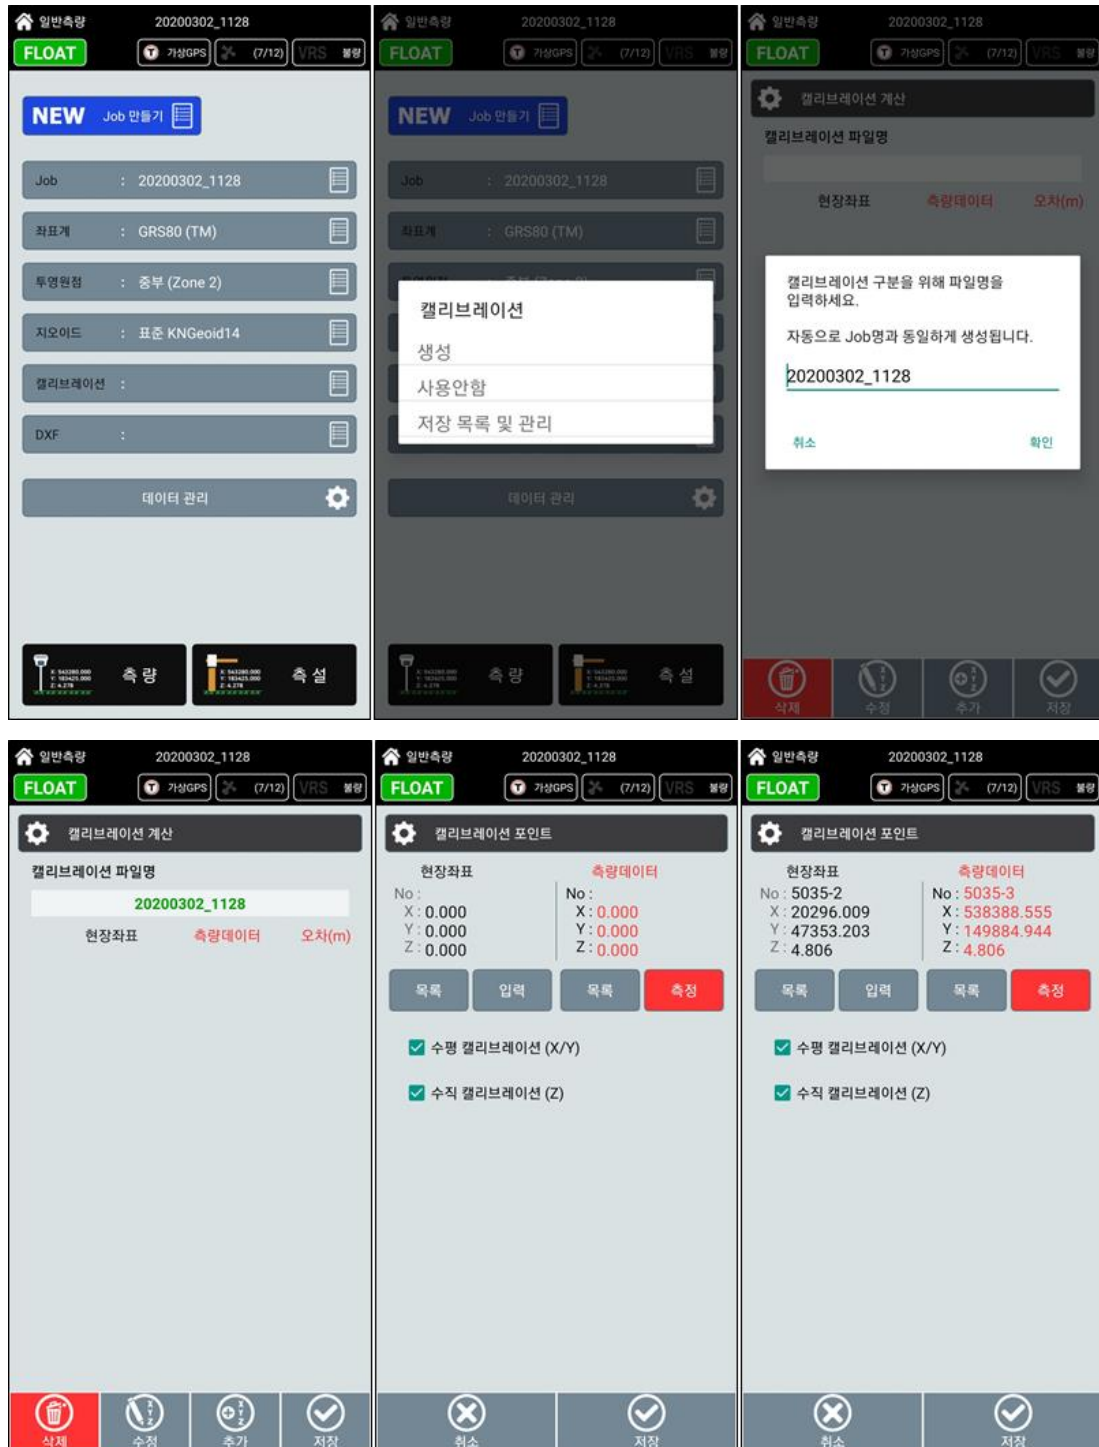 일반측량 20200302_1128
FLOAT 가상GPS (7/12) VRS 불량
NEW Job 만들기
Job : 20200302_1128
좌표계 : GRS80 (TM)
투영원점 : 중부 (Zone 2)
지오이드 : 표준 KNGeoid14
캘리브레이션 :
DXF :
데이터 관리
X: 543280.000
Y: 183425.000
Z: 4.278
측 량
X: 543280.000
Y: 183425.000
Z: 4.278
측 설
일반측량 20200302_1128
FLOAT 가상GPS (7/12) VRS 불량
NEW Job 만들기
Job : 20200302_1128
좌표계 : GRS80 (TM)
캘리브레이션
생성
사용안함
저장 목록 및 관리
데이터 관리
측 량
측 설
일반측량 20200302_1128
FLOAT 가상GPS (7/12) VRS 불량
캘리브레이션 계산
캘리브레이션 파일명
현장좌표 측량데이터 오차(m)
캘리브레이션 구분을 위해 파일명을
입력하세요.
자동으로 Job명과 동일하게 생성됩니다.
20200302_1128
취소 확인
삭제 수정 추가 저장
일반측량 20200302_1128
FLOAT 가상GPS (7/12) VRS 불량
캘리브레이션 계산
캘리브레이션 파일명
20200302_1128
현장좌표 측량데이터 오차(m)
삭제 수정 추가 저장
일반측량 20200302_1128
FLOAT 가상GPS (7/12) VRS 불량
캘리브레이션 포인트
현장좌표 측량데이터
No : No :
X : 0.000 X : 0.000
Y : 0.000 Y : 0.000
Z : 0.000 Z : 0.000
목록 입력 목록 측정
수평 캘리브레이션 (X/Y)
수직 캘리브레이션 (Z)
취소 저장
일반측량 20200302_1128
FLOAT 가상GPS (7/12) VRS 불량
캘리브레이션 포인트
현장좌표 측량데이터
No : 5035-2 No : 5035-3
X : 20296.009 X : 538388.555
Y : 47353.203 Y : 149884.944
Z : 4.806 Z : 4.806
목록 입력 목록 측정
수평 캘리브레이션 (X/Y)
수직 캘리브레이션 (Z)
취소 저장